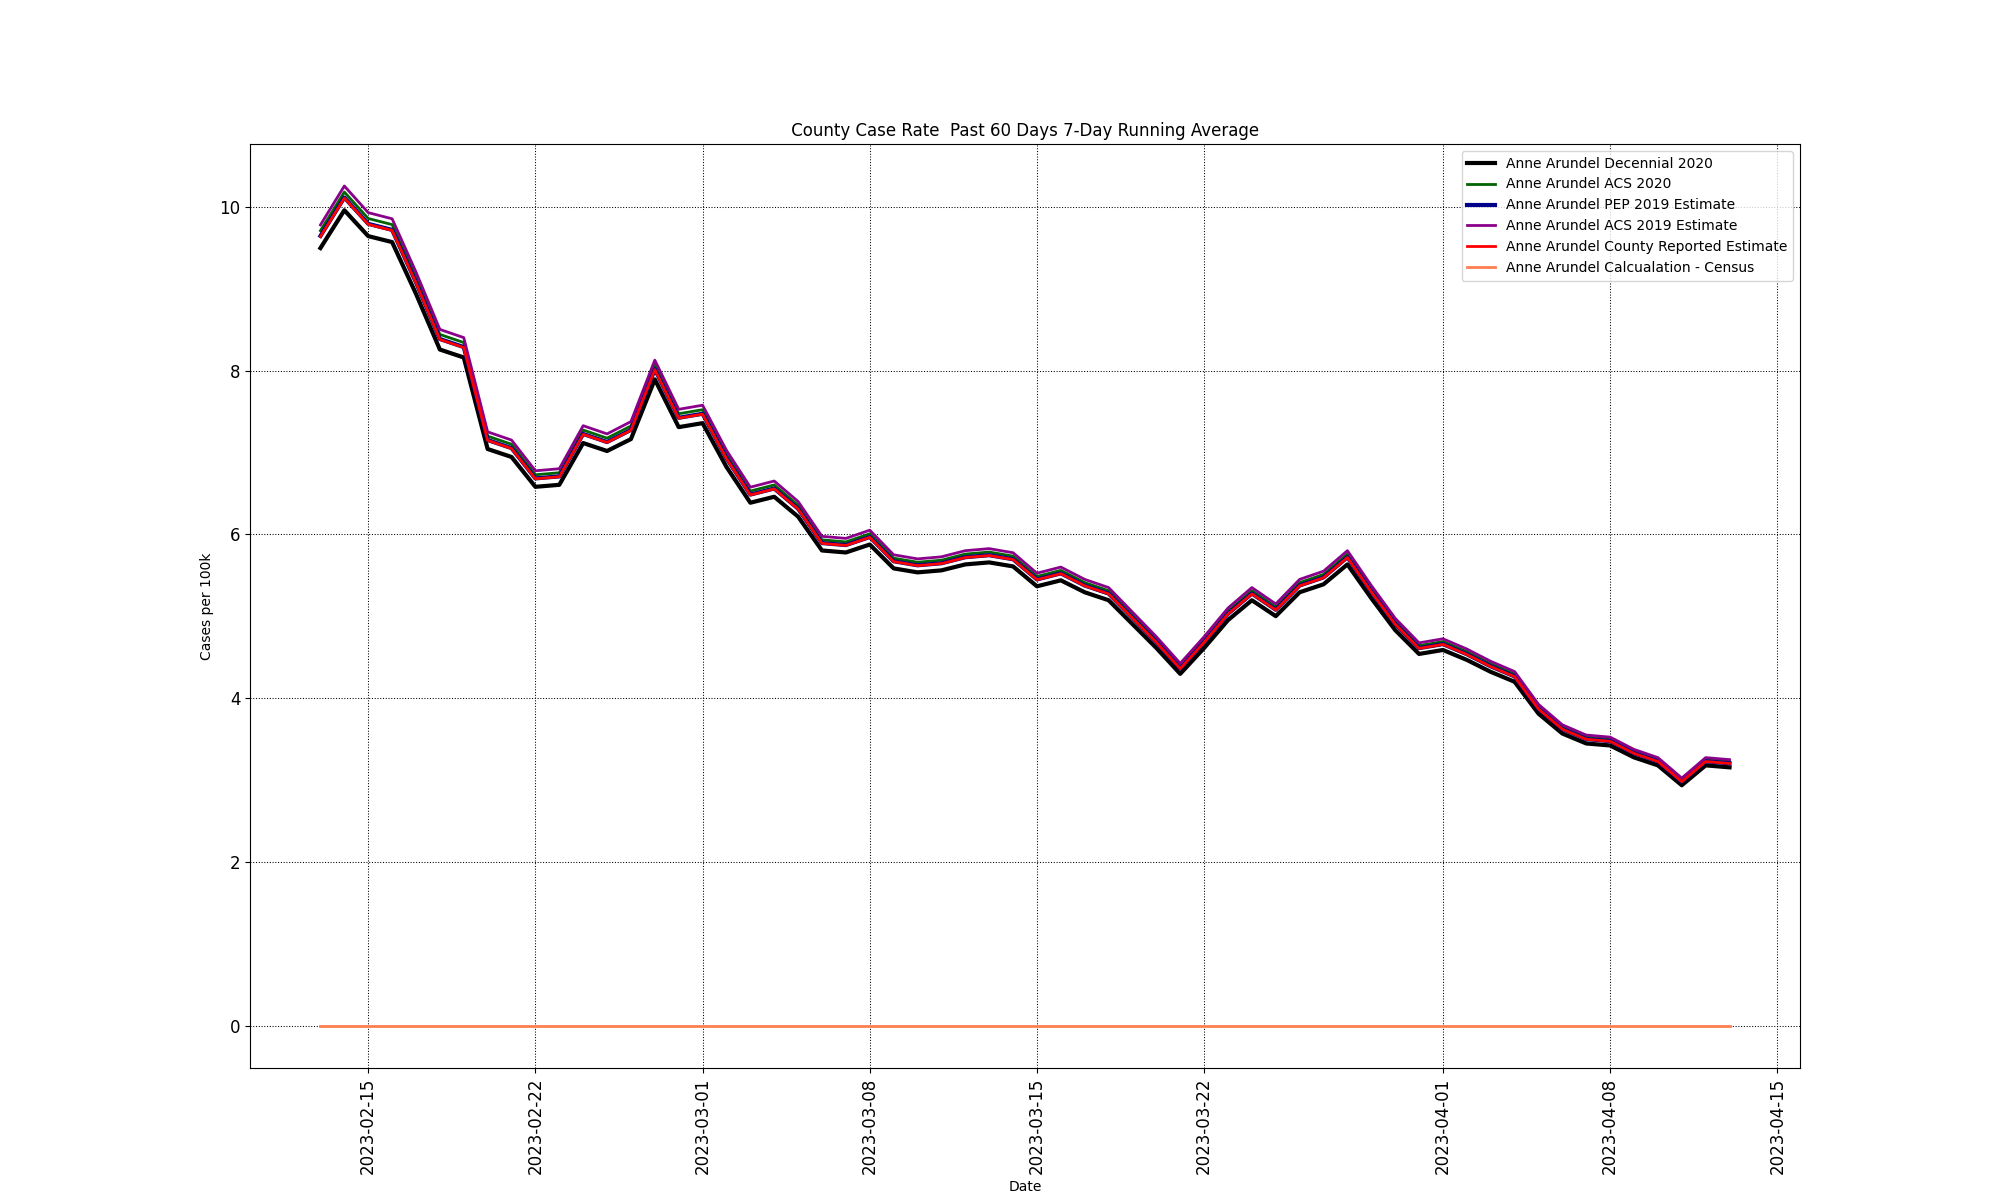 County Case Rate  Past 60 Days 7-Day Running Average
Anne Arundel Decennial 2020
Anne Arundel ACS 2020
Anne Arundel PEP 2019 Estimate
Anne Arundel ACS 2019 Estimate
Anne Arundel County Reported Estimate
Anne Arundel Calcualation - Census
Cases per 100k
10
8
6
4
2
0
2023-02-15
2023-02-22
2023-03-01
2023-03-08
2023-03-15
2023-03-22
2023-04-01
2023-04-08
2023-04-15
Date